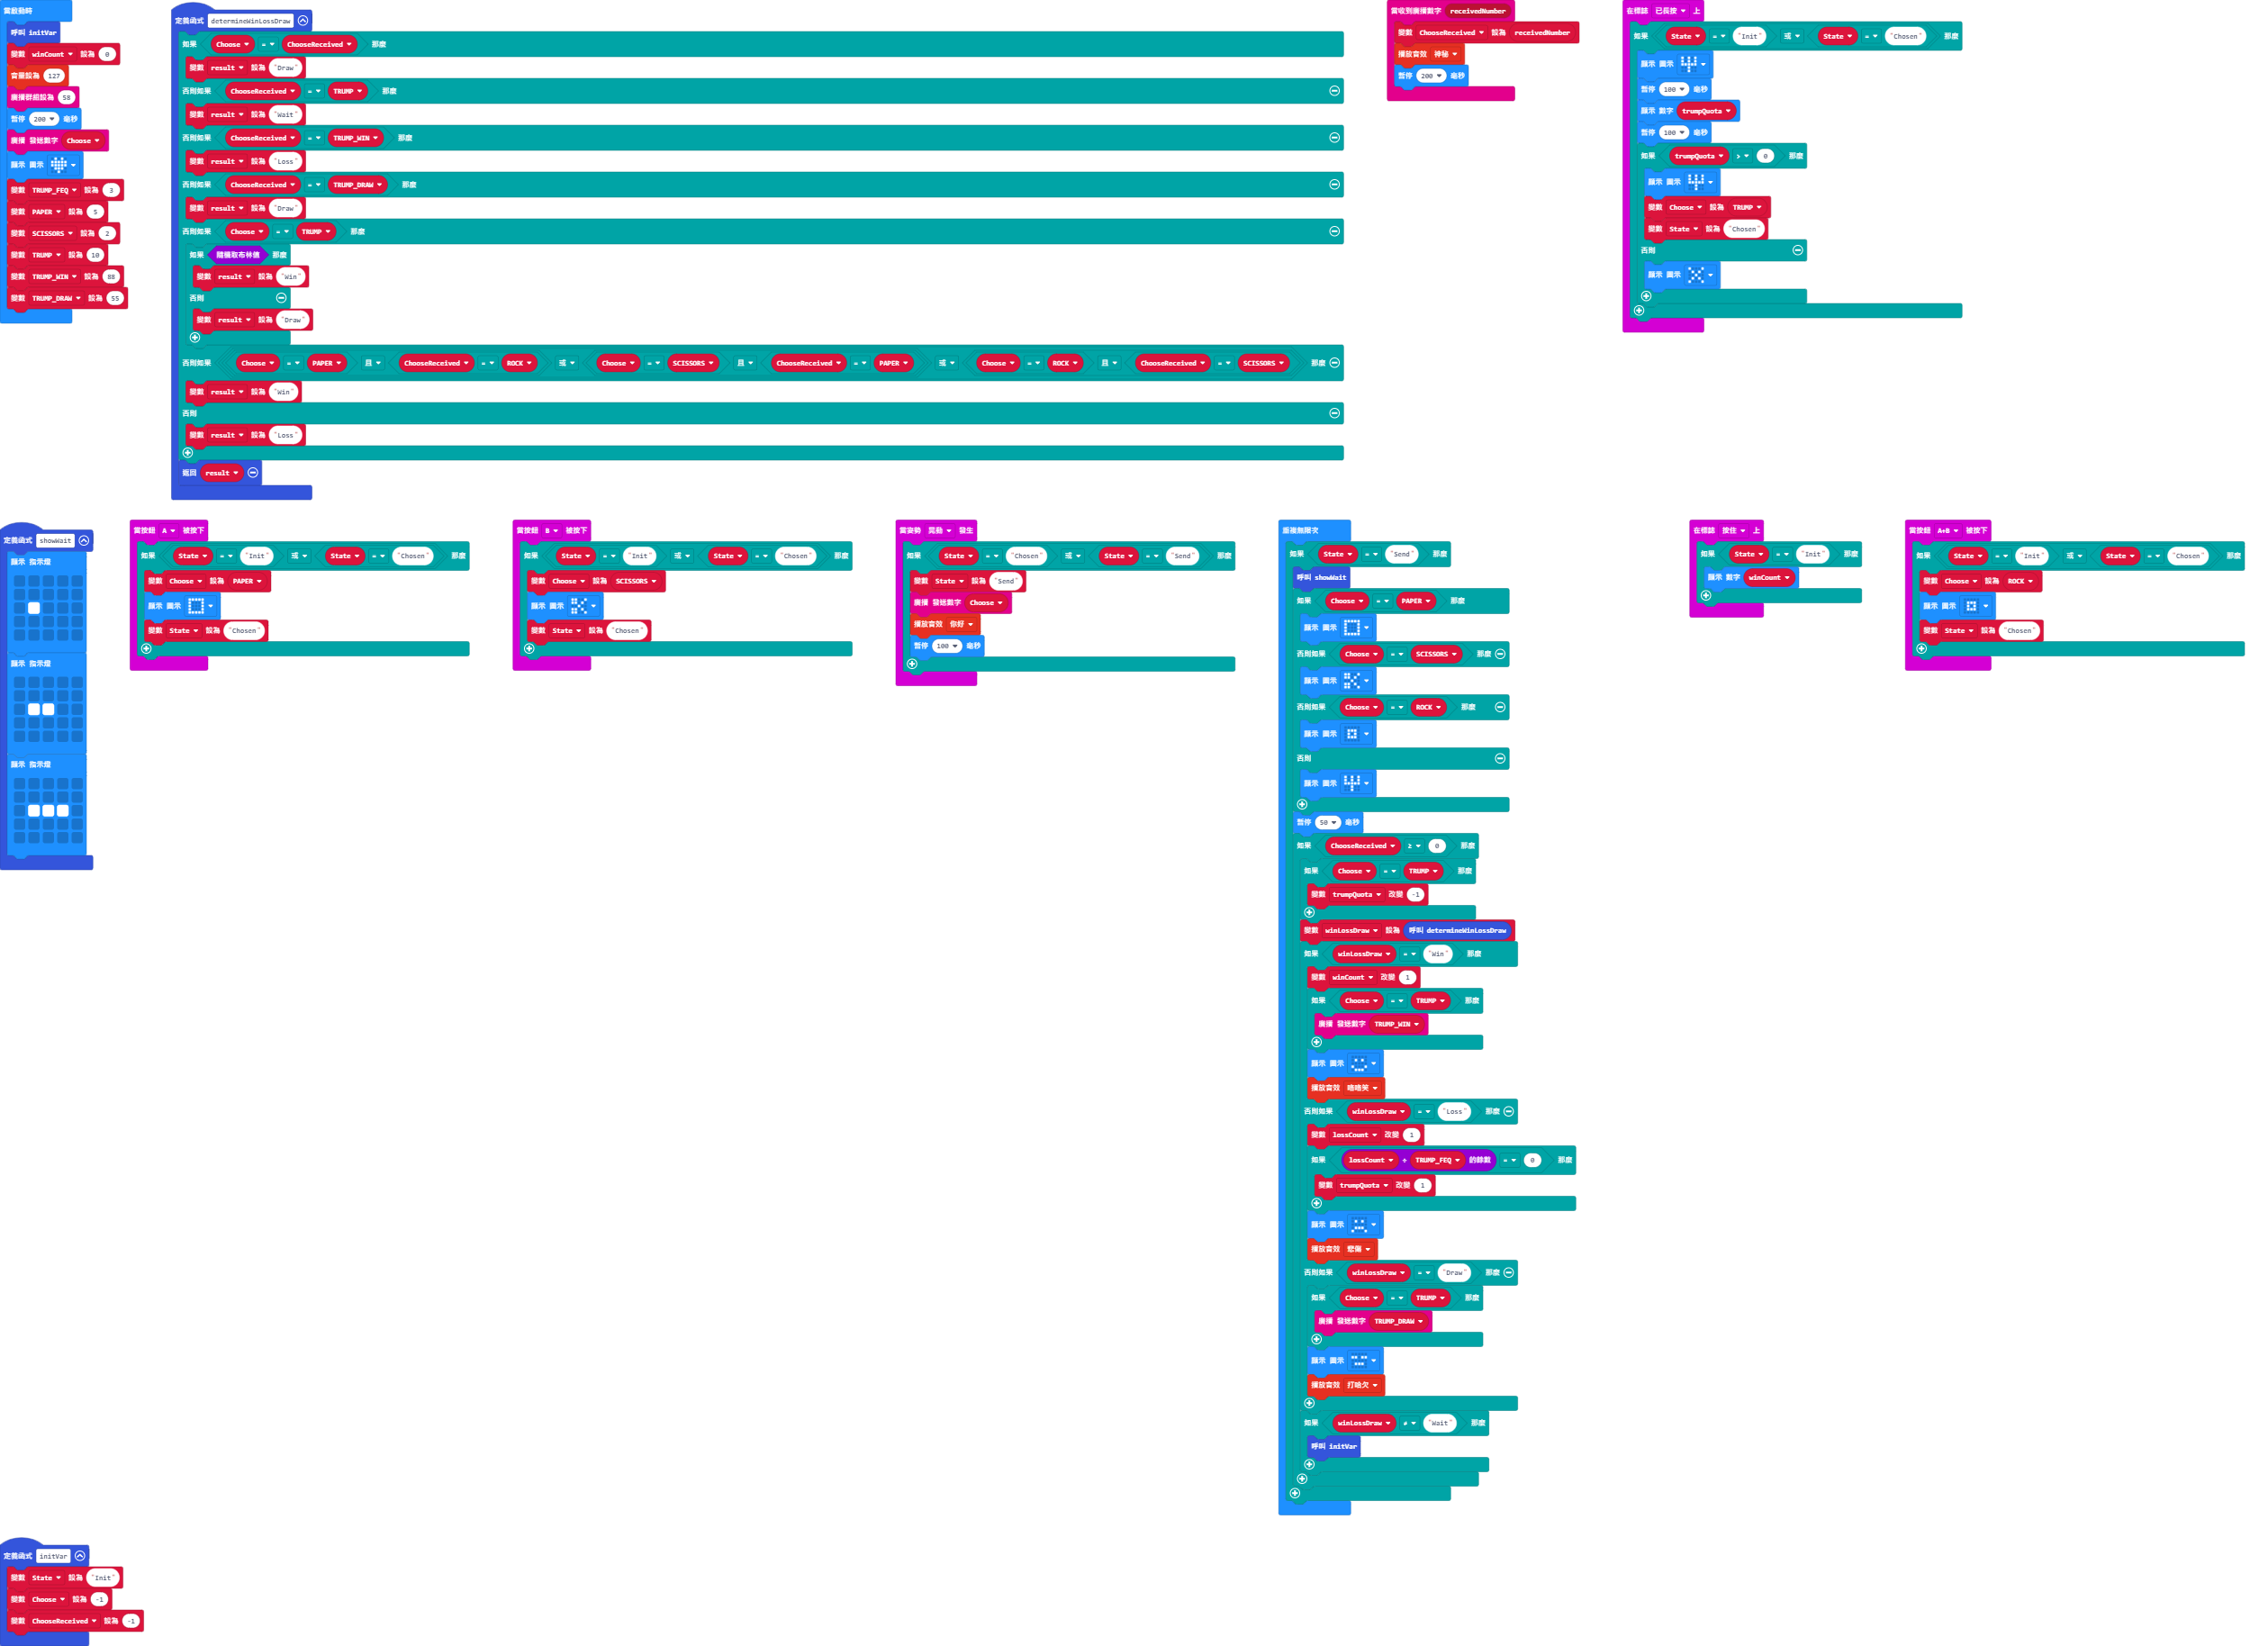 當啟動時
呼叫 initVar
變數 winCount 設為 0
音量設為 127
廣播群組設為 58
暫停 200 毫秒
廣播 發送數字 Choose
顯示 圖示
變數 TRUMP_FEQ 設為 3
變數 PAPER 設為 5
變數 SCISSORS 設為 2
變數 TRUMP 設為 10
變數 TRUMP_WIN 設為 88
變數 TRUMP_DRAW 設為 55
定義函式 determineWinLossDraw
如果 Choose = ChooseReceived 那麼
變數 result 設為 "Draw"
否則如果 ChooseReceived = TRUMP 那麼
變數 result 設為 "Wait"
否則如果 ChooseReceived = TRUMP_WIN 那麼
變數 result 設為 "Loss"
否則如果 ChooseReceived = TRUMP_DRAW 那麼
變數 result 設為 "Draw"
否則如果 Choose = TRUMP 那麼
如果 隨機取布林值 那麼
變數 result 設為 "Win"
否則
變數 result 設為 "Draw"
否則如果 Choose = PAPER 且 ChooseReceived = ROCK 或 Choose = SCISSORS 且 ChooseReceived = PAPER 或 Choose = ROCK 且 ChooseReceived = SCISSORS 那麼
變數 result 設為 "Win"
否則
變數 result 設為 "Loss"
返回 result
當收到廣播數字 receivedNumber
變數 ChooseReceived 設為 receivedNumber
播放音效 神秘
暫停 200 毫秒
在標誌 已長按 上
如果 State = "Init" 或 State = "Chosen" 那麼
顯示 圖示
暫停 100 毫秒
顯示 數字 trumpQuota
暫停 100 毫秒
如果 trumpQuota > 0 那麼
顯示 圖示
變數 Choose 設為 TRUMP
變數 State 設為 "Chosen"
否則
顯示 圖示
定義函式 showWait
顯示 指示燈
顯示 指示燈
顯示 指示燈
當按鈕 A 被按下
如果 State = "Init" 或 State = "Chosen" 那麼
變數 Choose 設為 PAPER
顯示 圖示
變數 State 設為 "Chosen"
當按鈕 B 被按下
如果 State = "Init" 或 State = "Chosen" 那麼
變數 Choose 設為 SCISSORS
顯示 圖示
變數 State 設為 "Chosen"
當姿勢 晃動 發生
如果 State = "Chosen" 或 State = "Send" 那麼
變數 State 設為 "Send"
廣播 發送數字 Choose
播放音效 你好
暫停 100 毫秒
重複無限次
如果 State = "Send" 那麼
呼叫 showWait
如果 Choose = PAPER 那麼
顯示 圖示
否則如果 Choose = SCISSORS 那麼
顯示 圖示
否則如果 Choose = ROCK 那麼
顯示 圖示
否則
顯示 圖示
暫停 50 毫秒
如果 ChooseReceived ≥ 0 那麼
如果 Choose = TRUMP 那麼
變數 trumpQuota 改變 -1
變數 winLossDraw 設為 呼叫 determineWinLossDraw
如果 winLossDraw = "Win" 那麼
變數 winCount 改變 1
如果 Choose = TRUMP 那麼
廣播 發送數字 TRUMP_WIN
顯示 圖示
播放音效 咯咯笑
否則如果 winLossDraw = "Loss" 那麼
變數 lossCount 改變 1
如果 lossCount ÷ TRUMP_FEQ 的餘數 = 0 那麼
變數 trumpQuota 改變 1
顯示 圖示
播放音效 悲傷
否則如果 winLossDraw = "Draw" 那麼
如果 Choose = TRUMP 那麼
廣播 發送數字 TRUMP_DRAW
顯示 圖示
播放音效 打哈欠
如果 winLossDraw ≠ "Wait" 那麼
呼叫 initVar
在標誌 按住 上
如果 State = "Init" 那麼
顯示 數字 winCount
當按鈕 A+B 被按下
如果 State = "Init" 或 State = "Chosen" 那麼
變數 Choose 設為 ROCK
顯示 圖示
變數 State 設為 "Chosen"
定義函式 initVar
變數 State 設為 "Init"
變數 Choose 設為 -1
變數 ChooseReceived 設為 -1